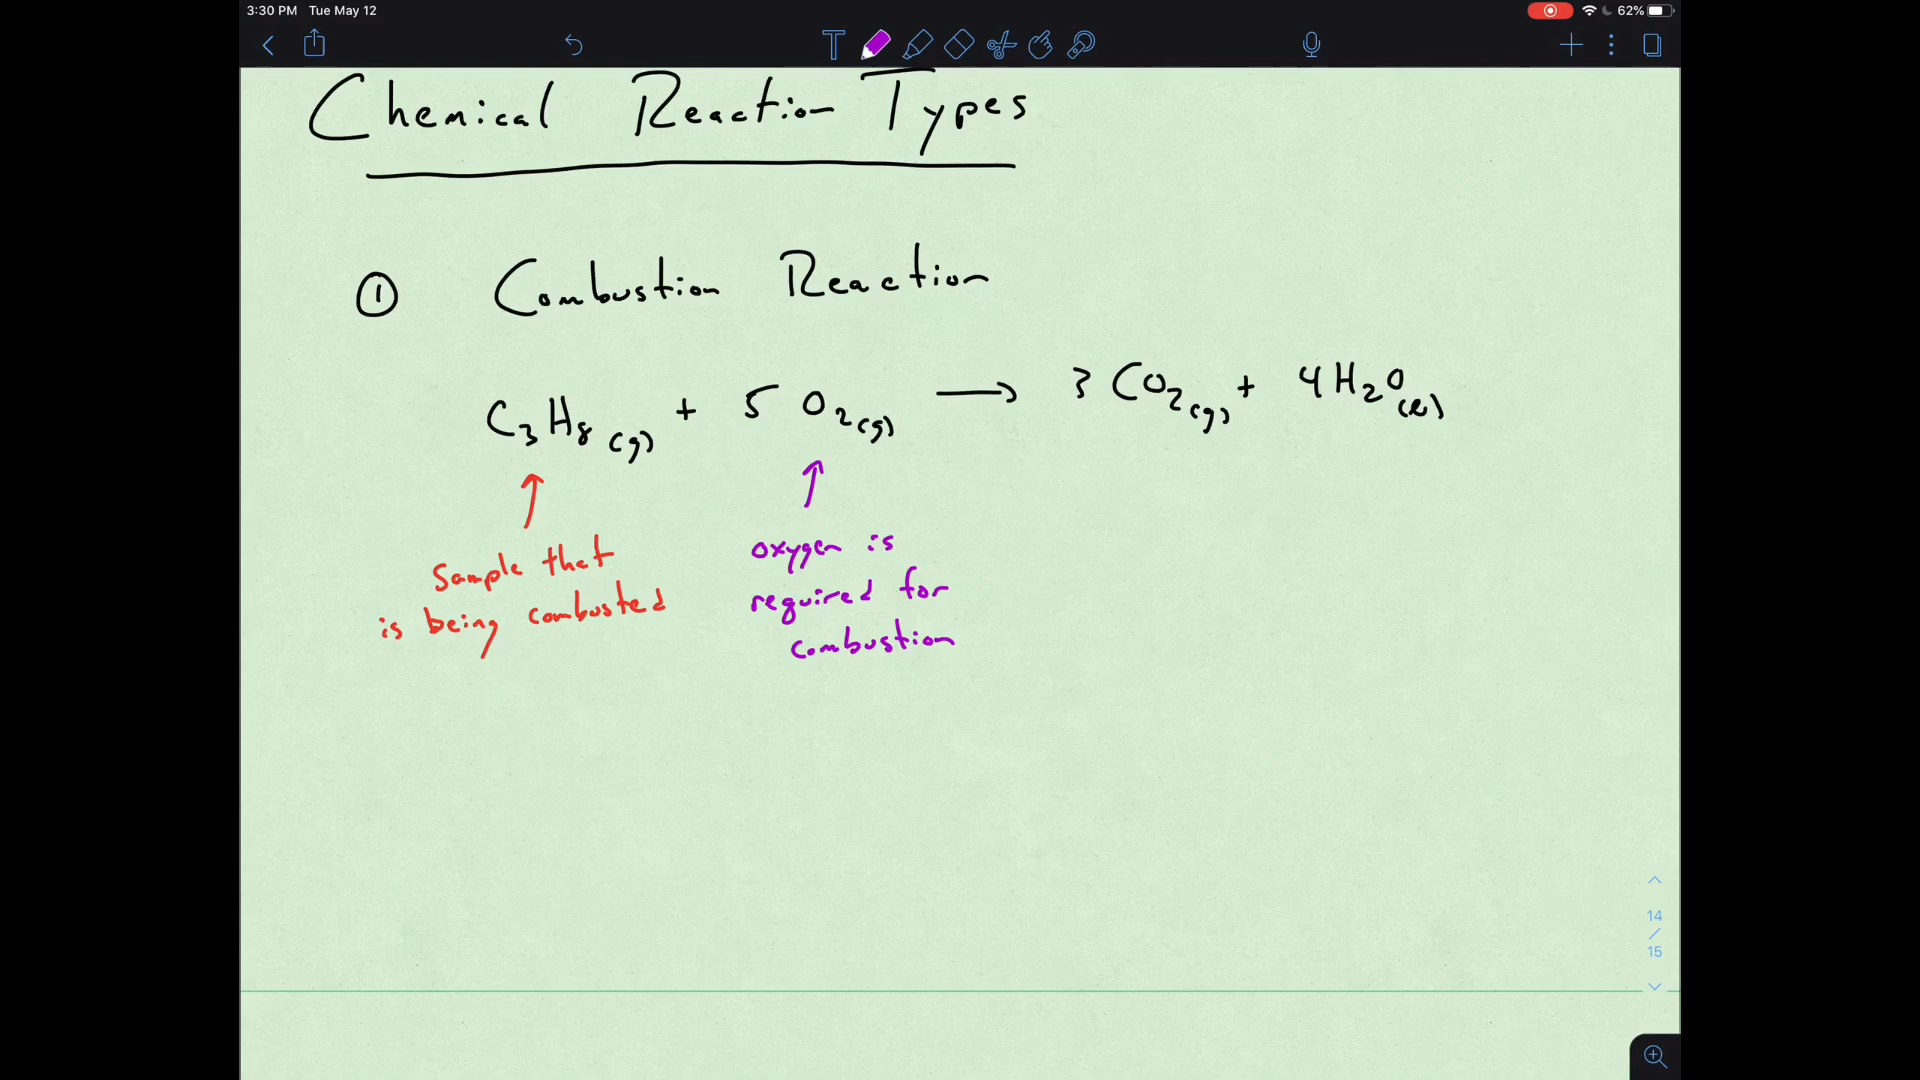 3:30 PM Tue May 12
62%
T
Chemical Reaction Types
① Combustion Reaction
C₃H₈ (g) + 5 O₂ (g) ⟶ 3 CO₂ (g) + 4 H₂O (l)
Sample that
is being combusted
oxygen is
required for
combustion
14
/
15